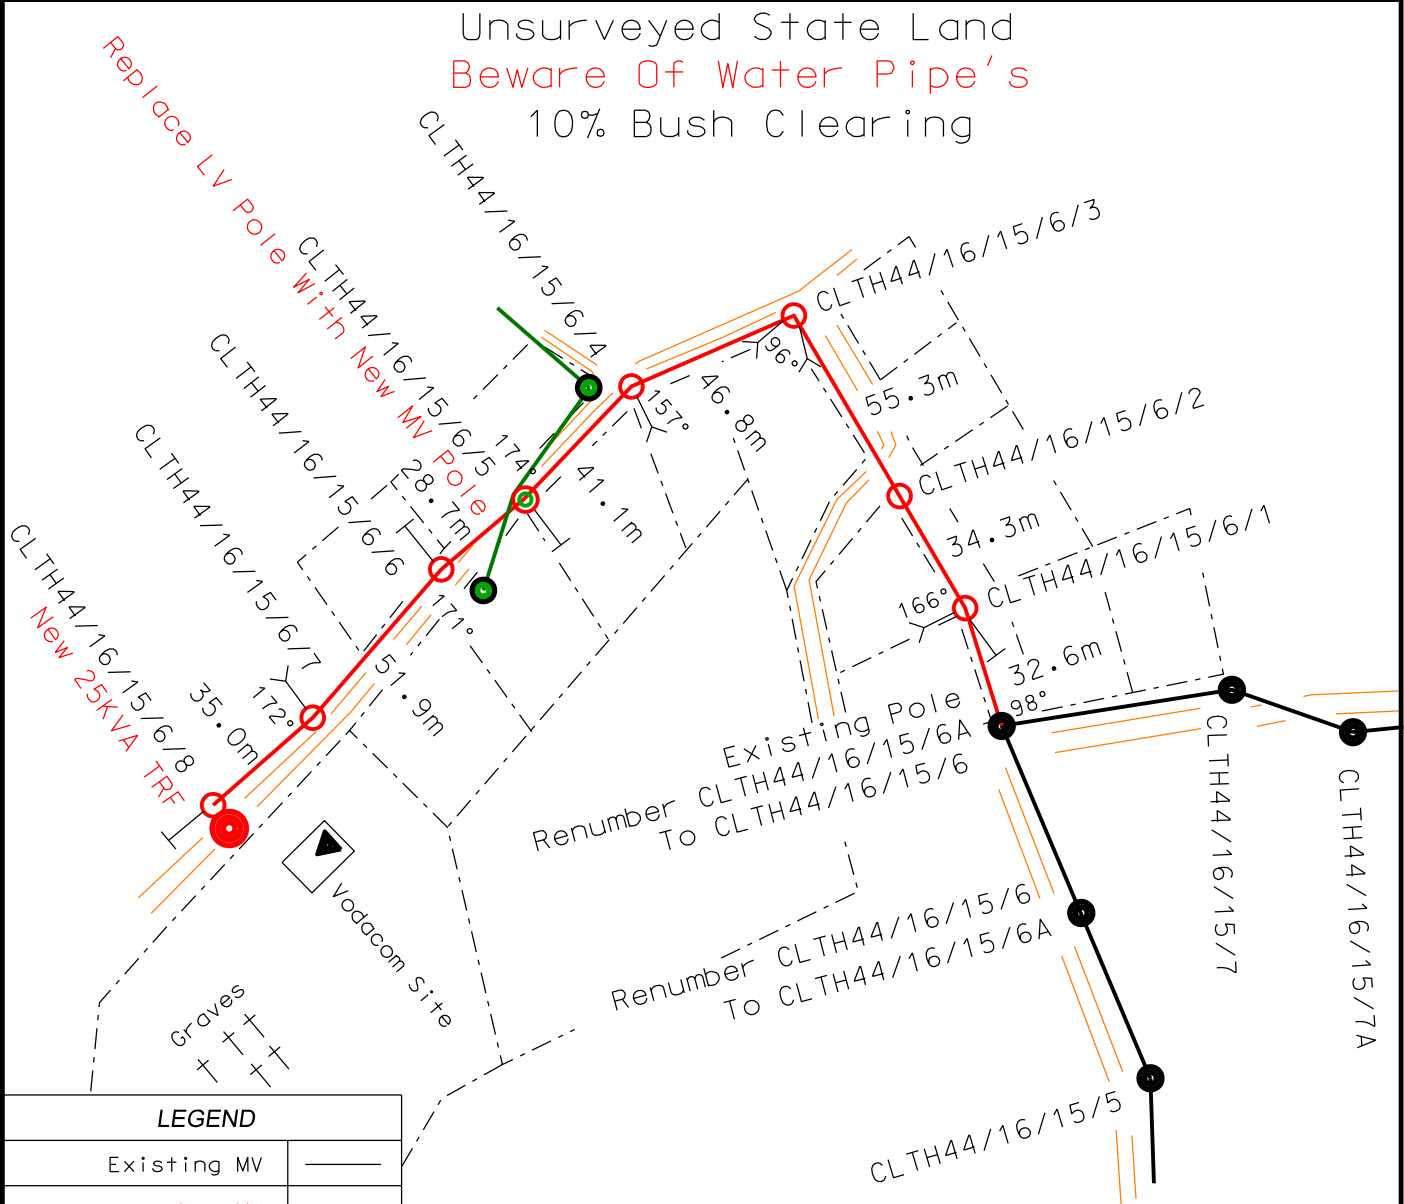 Unsurveyed State Land
Beware Of Water Pipe's
10% Bush Clearing
Replace LV Pole With New MV Pole
CLTH44/16/15/6/4
CLTH44/16/15/6/5
CLTH44/16/15/6/6
CLTH44/16/15/6/7
CLTH44/16/15/6/8
New 25KVA TRF
CLTH44/16/15/6/3
96°
55.3m
46.8m
157°
CLTH44/16/15/6/2
174°
28.7m
41.1m
34.3m
CLTH44/16/15/6/1
166°
171°
51.9m
32.6m
172°
35.0m
98°
Existing Pole
Renumber CLTH44/16/15/6A
To CLTH44/16/15/6
CLTH44/16/15/7
CLTH44/16/15/7A
Vodacom Site
Renumber CLTH44/16/15/6
To CLTH44/16/15/6A
Graves
CLTH44/16/15/5
LEGEND
Existing MV